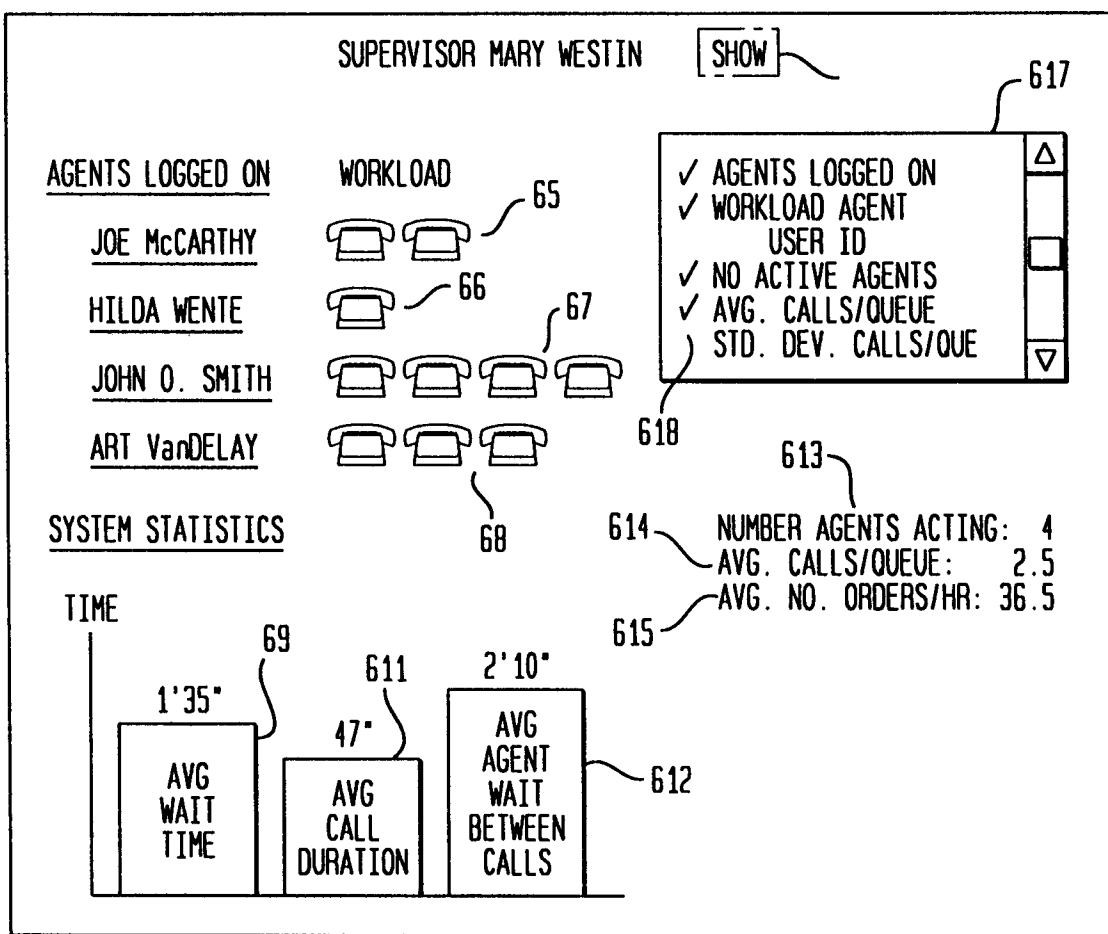 SUPERVISOR MARY WESTIN SHOW
617
AGENTS LOGGED ON WORKLOAD
65
JOE McCARTHY
HILDA WENTE
66
67
JOHN O. SMITH
ART VanDELAY
68
✓ AGENTS LOGGED ON
✓ WORKLOAD AGENT
USER ID
✓ NO ACTIVE AGENTS
✓ AVG. CALLS/QUEUE
STD. DEV. CALLS/QUE
618
613
NUMBER AGENTS ACTING: 4
614
AVG. CALLS/QUEUE: 2.5
AVG. NO. ORDERS/HR: 36.5
615
SYSTEM STATISTICS
TIME
69
611
1'35"
47"
2'10"
612
AVG
WAIT
TIME
AVG
CALL
DURATION
AVG
AGENT
WAIT
BETWEEN
CALLS